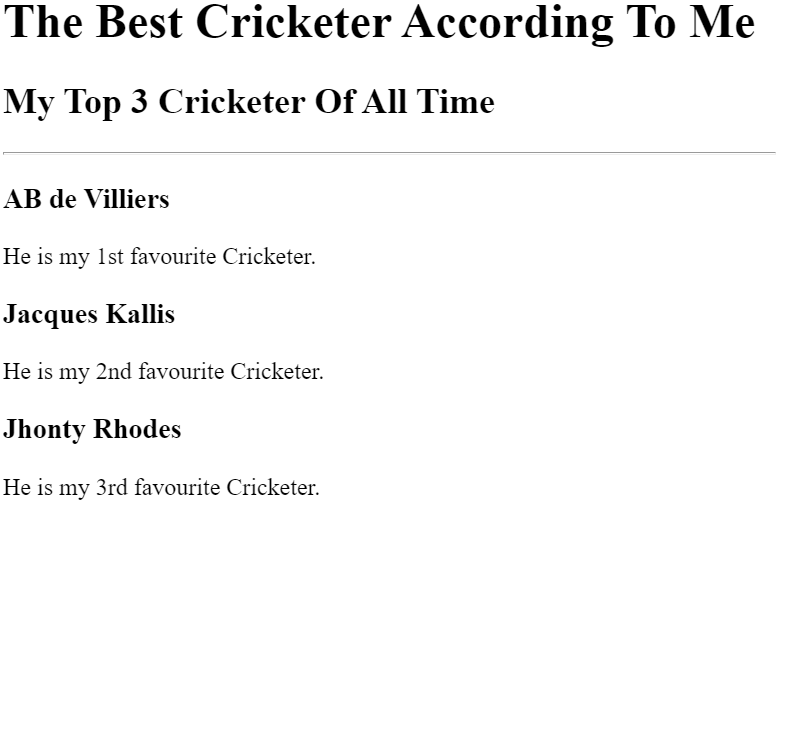 The Best Cricketer According To Me
My Top 3 Cricketer Of All Time
AB de Villiers
He is my 1st favourite Cricketer.
Jacques Kallis
He is my 2nd favourite Cricketer.
Jhonty Rhodes
He is my 3rd favourite Cricketer.